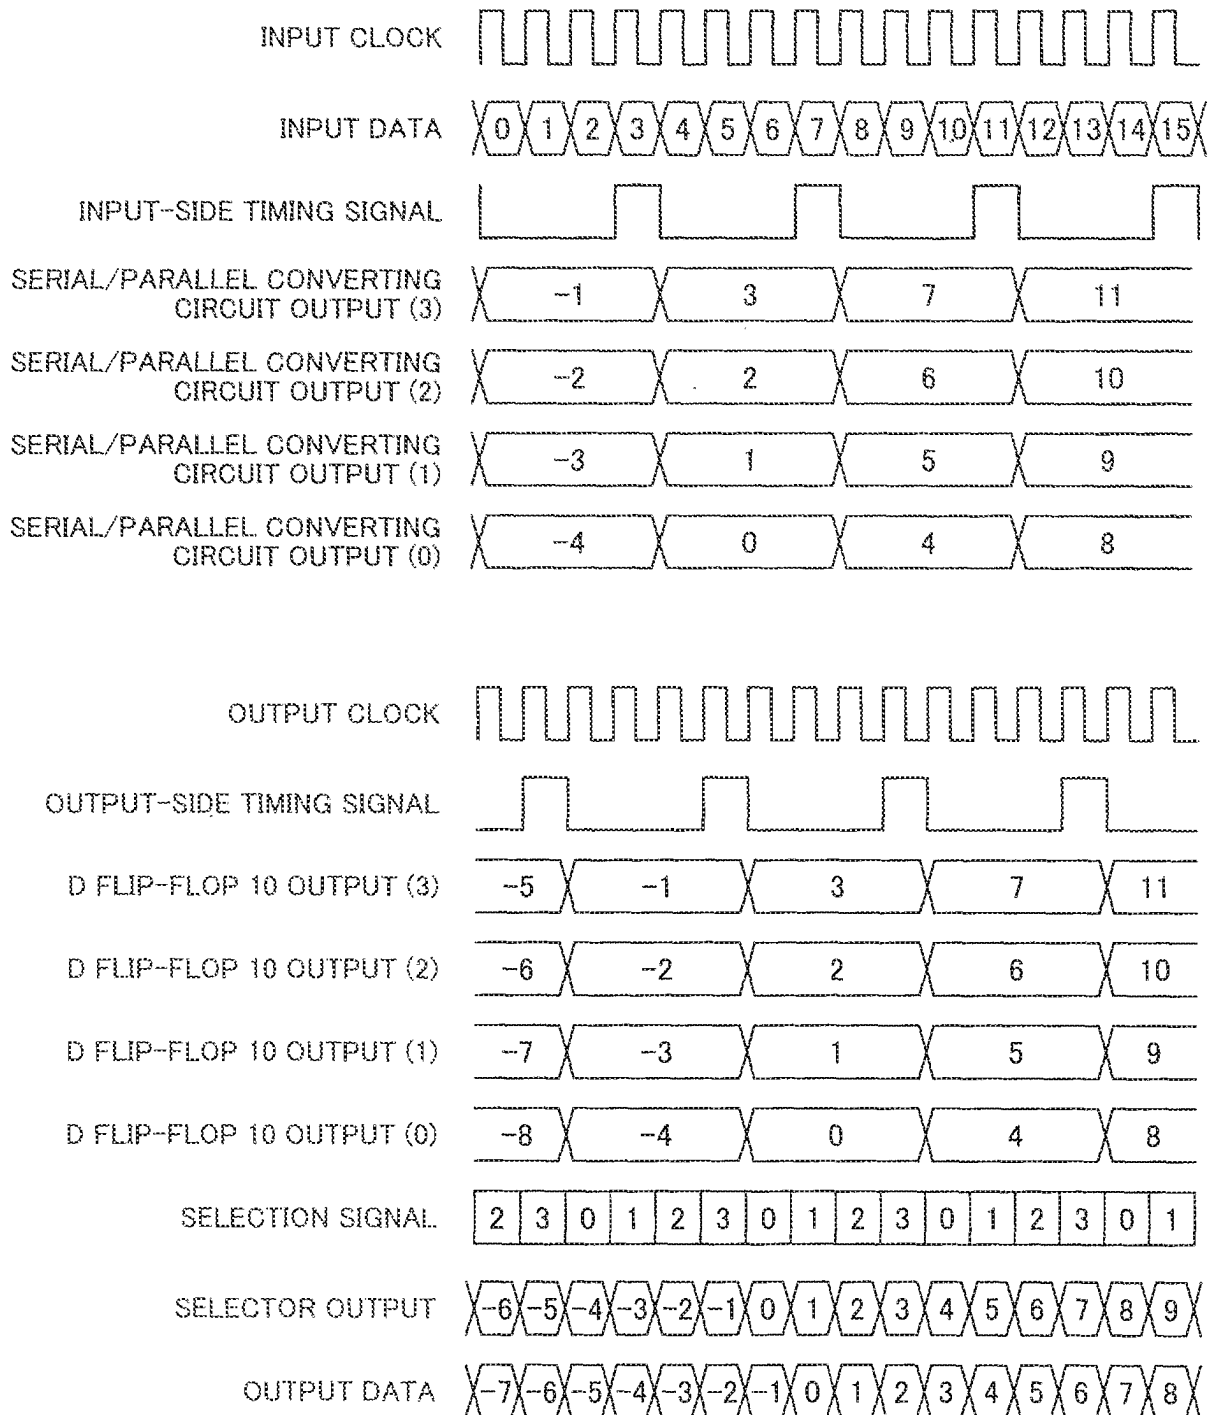 INPUT CLOCK
INPUT DATA 0 1 2 3 4 5 6 7 8 9 10 11 12 13 14 15
INPUT-SIDE TIMING SIGNAL
SERIAL/PARALLEL CONVERTING
CIRCUIT OUTPUT (3) -1 3 7 11
SERIAL/PARALLEL CONVERTING
CIRCUIT OUTPUT (2) -2 2 6 10
SERIAL/PARALLEL CONVERTING
CIRCUIT OUTPUT (1) -3 1 5 9
SERIAL/PARALLEL CONVERTING
CIRCUIT OUTPUT (0) -4 0 4 8
OUTPUT CLOCK
OUTPUT-SIDE TIMING SIGNAL
D FLIP-FLOP 10 OUTPUT (3) -5 -1 3 7 11
D FLIP-FLOP 10 OUTPUT (2) -6 -2 2 6 10
D FLIP-FLOP 10 OUTPUT (1) -7 -3 1 5 9
D FLIP-FLOP 10 OUTPUT (0) -8 -4 0 4 8
SELECTION SIGNAL 2 3 0 1 2 3 0 1 2 3 0 1 2 3 0 1
SELECTOR OUTPUT -6 -5 -4 -3 -2 -1 0 1 2 3 4 5 6 7 8 9
OUTPUT DATA -7 -6 -5 -4 -3 -2 -1 0 1 2 3 4 5 6 7 8